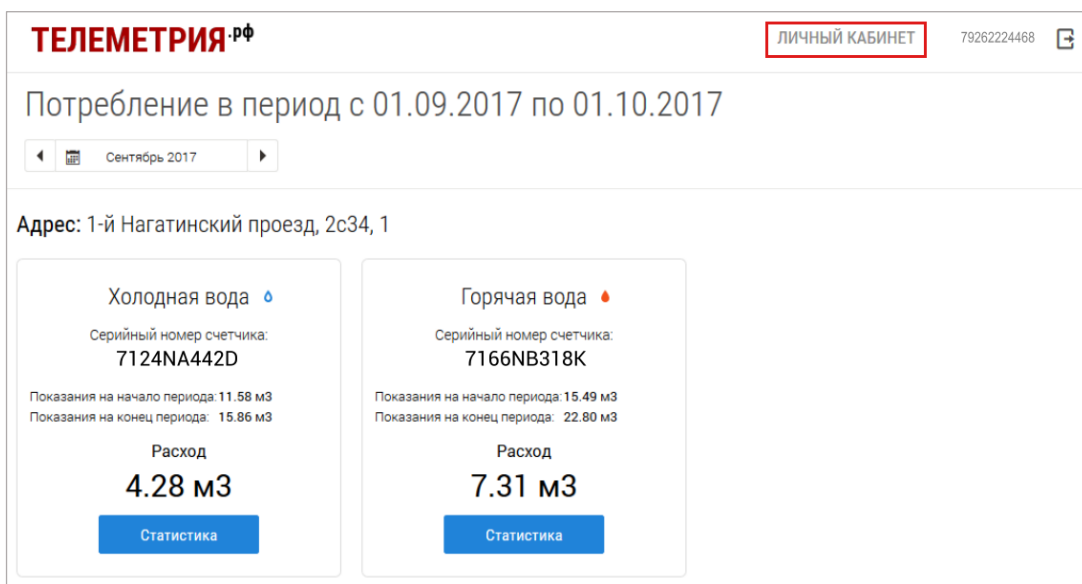 ТЕЛЕМЕТРИЯ.рф
ЛИЧНЫЙ КАБИНЕТ
79262224468
Потребление в период с 01.09.2017 по 01.10.2017
Сентябрь 2017
Адрес: 1-й Нагатинский проезд, 2с34, 1
Холодная вода
Серийный номер счетчика:
7124NA442D
Показания на начало периода: 11.58 м3
Показания на конец периода: 15.86 м3
Расход
4.28 м3
Статистика
Горячая вода
Серийный номер счетчика:
7166NB318K
Показания на начало периода: 15.49 м3
Показания на конец периода: 22.80 м3
Расход
7.31 м3
Статистика